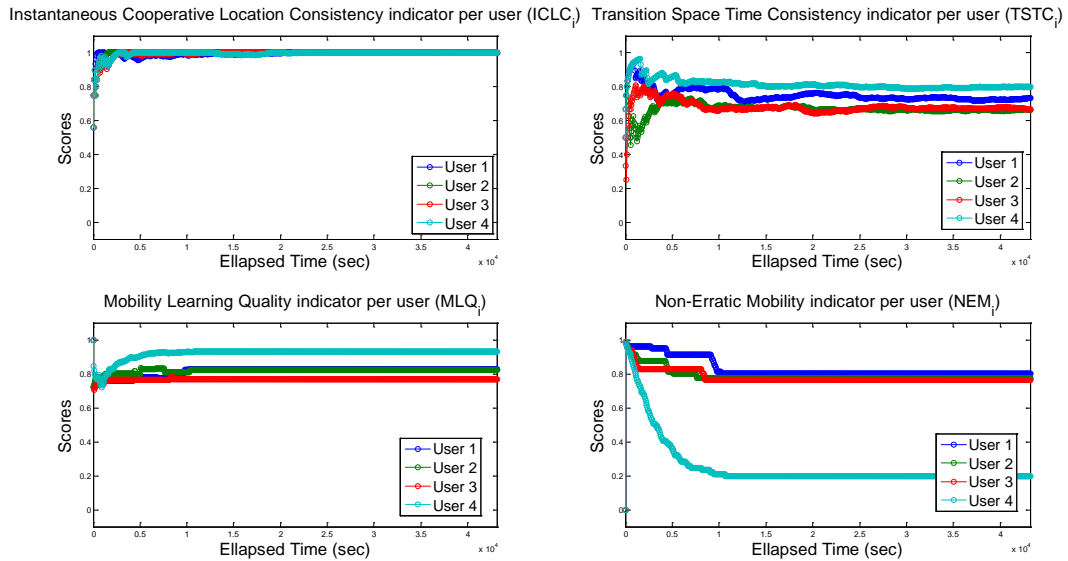 Instantaneous Cooperative Location Consistency indicator per user (ICLCi)
Scores
1
0.8
0.6
0.4
0.2
0
0 0.5 1 1.5 2 2.5 3 3.5 4
x 10^4
Ellapsed Time (sec)
User 1
User 2
User 3
User 4
Transition Space Time Consistency indicator per user (TSTCi)
Scores
1
0.8
0.6
0.4
0.2
0
0 0.5 1 1.5 2 2.5 3 3.5 4
x 10^4
Ellapsed Time (sec)
User 1
User 2
User 3
User 4
Mobility Learning Quality indicator per user (MLQi)
Scores
1
0.8
0.6
0.4
0.2
0
0 0.5 1 1.5 2 2.5 3 3.5 4
x 10^4
Ellapsed Time (sec)
User 1
User 2
User 3
User 4
Non-Erratic Mobility indicator per user (NEMi)
Scores
1
0.8
0.6
0.4
0.2
0
0 0.5 1 1.5 2 2.5 3 3.5 4
x 10^4
Ellapsed Time (sec)
User 1
User 2
User 3
User 4